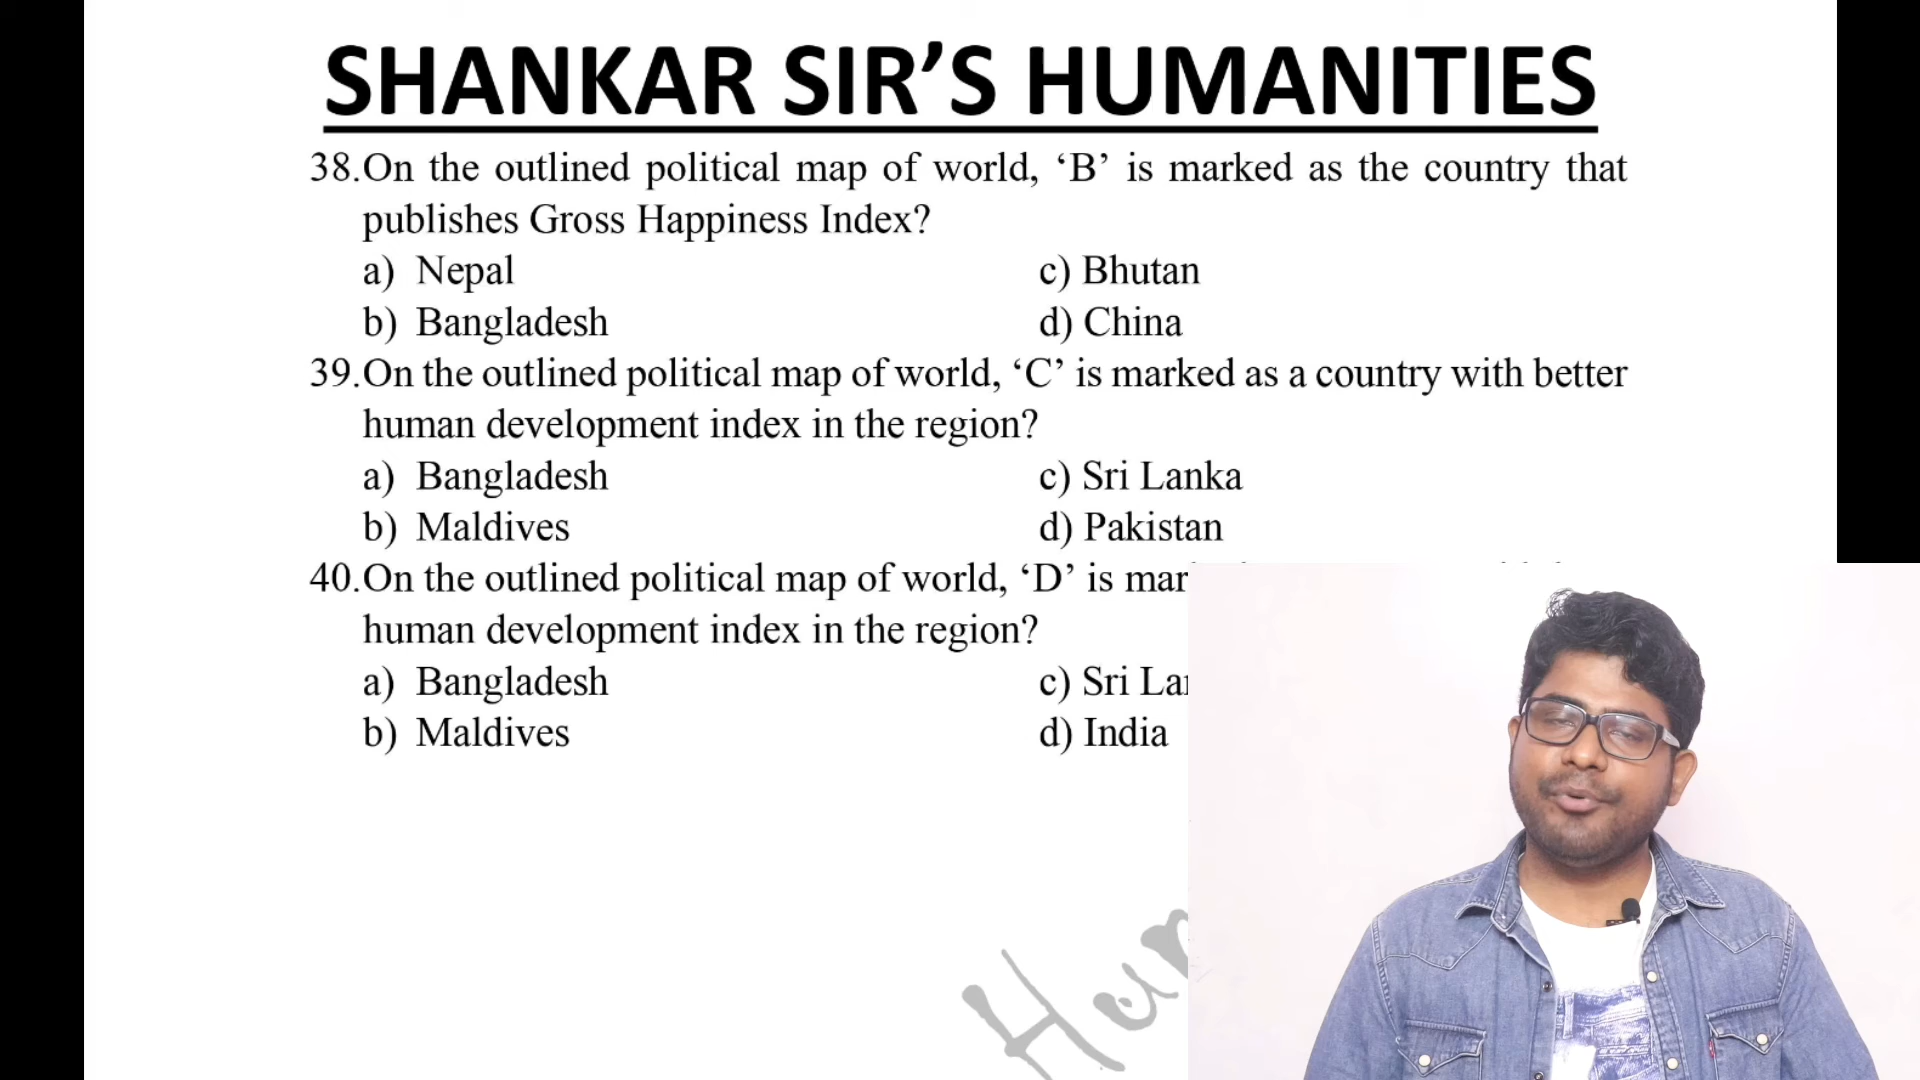 SHANKAR SIR’S HUMANITIES
38.On the outlined political map of world, ‘B’ is marked as the country that
publishes Gross Happiness Index?
a) Nepal
c) Bhutan
b) Bangladesh
d) China
39.On the outlined political map of world, ‘C’ is marked as a country with better
human development index in the region?
a) Bangladesh
c) Sri Lanka
b) Maldives
d) Pakistan
40.On the outlined political map of world, ‘D’ is
human development index in the region?
a) Bangladesh
c) Sri
b) Maldives
d) India